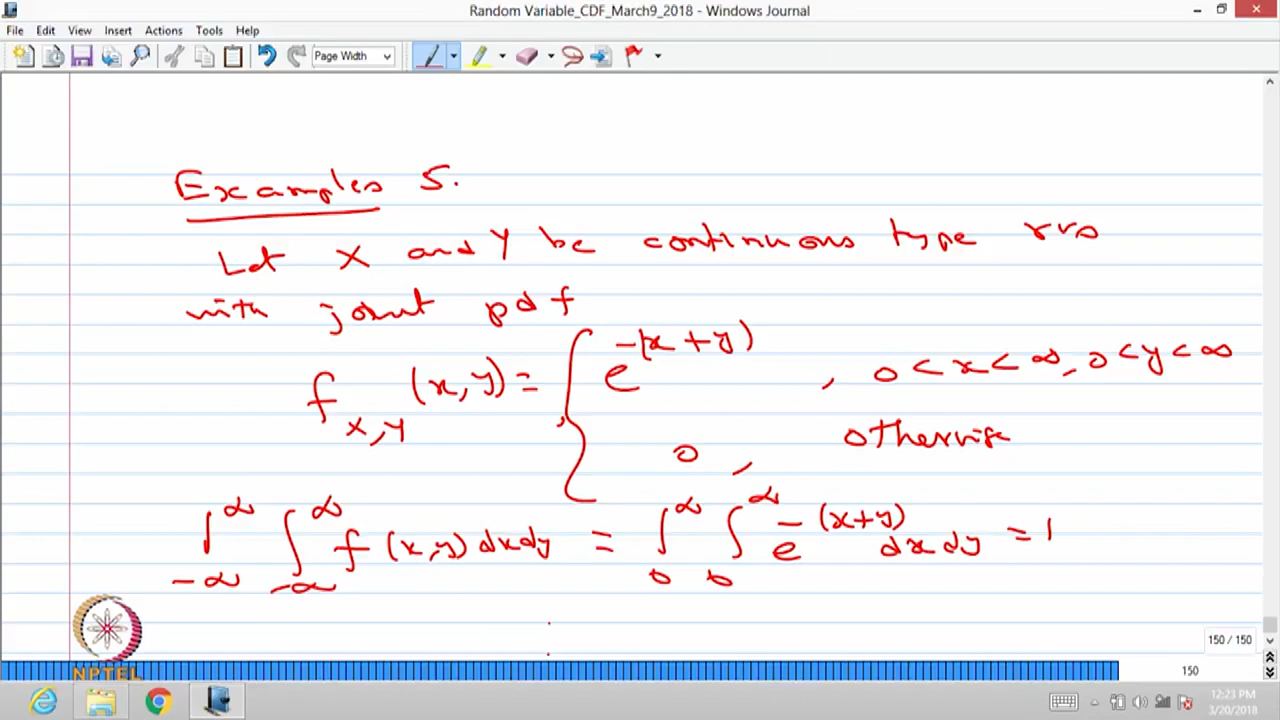 Random Variable_CDF_March9_2018 - Windows Journal
File Edit View Insert Actions Tools Help
Page Width
Examples 5.
Let X and Y be continuous type rvs
with joint pdf
f_{X,Y}(x,y) = { e^{-(x+y)} , 0 < x < ∞, 0 < y < ∞
0 , otherwise
∫_{-∞}^{∞} ∫_{-∞}^{∞} f(x,y) dx dy = ∫_0^{∞} ∫_0^{∞} e^{-(x+y)} dx dy = 1
150 / 150
NPTEL
150
12:23 PM
3/20/2018